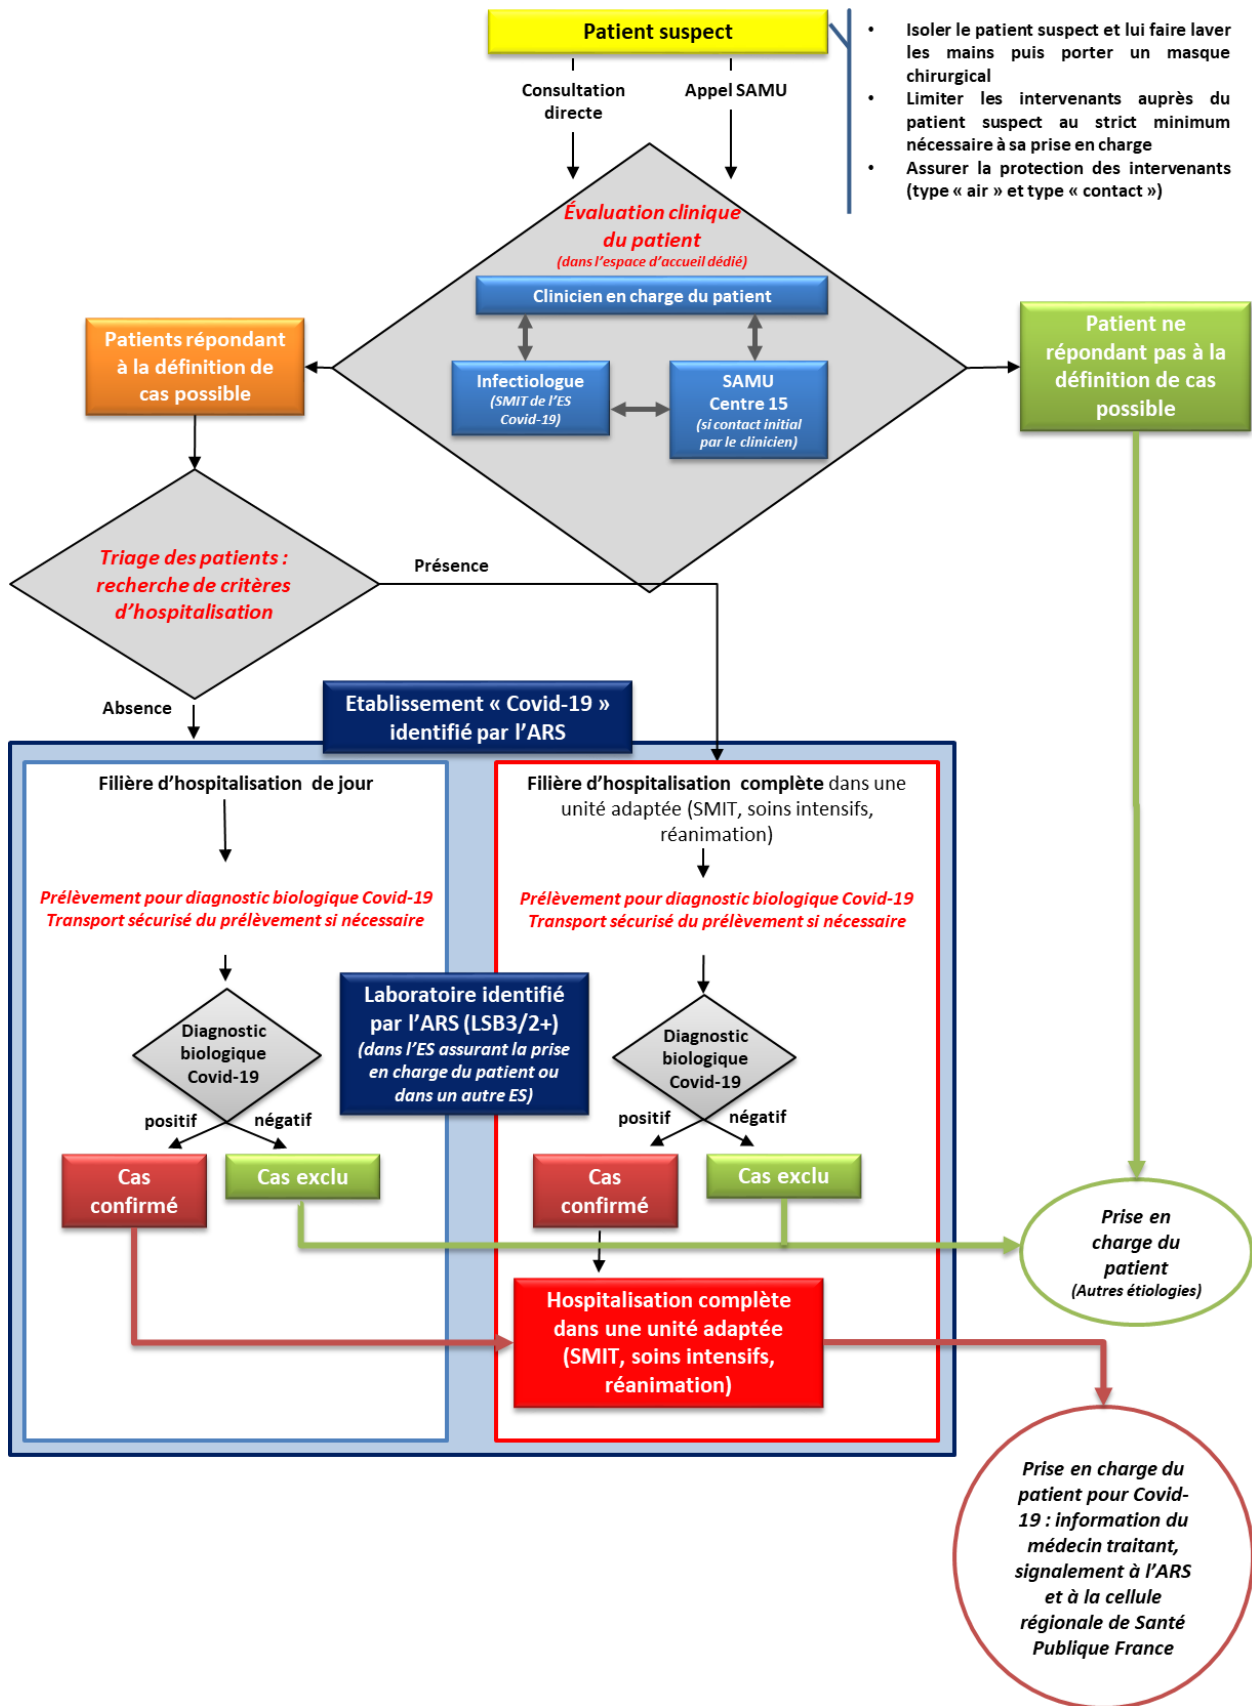 Patient suspect
• Isoler le patient suspect et lui faire laver
les mains puis porter un masque
chirurgical
• Limiter les intervenants auprès du
patient suspect au strict minimum
nécessaire à sa prise en charge
• Assurer la protection des intervenants
(type « air » et type « contact »)
Consultation
directe
Appel SAMU
Évaluation clinique
du patient
(dans l'espace d'accueil dédié)
Clinicien en charge du patient
Infectiologue
(SMIT de l'ES
Covid-19)
SAMU
Centre 15
(si contact initial
par le clinicien)
Patients répondant
à la définition de
cas possible
Patient ne
répondant pas à la
définition de cas
possible
Triage des patients :
recherche de critères
d'hospitalisation
Présence
Absence
Etablissement « Covid-19 »
identifié par l'ARS
Filière d'hospitalisation de jour
Prélèvement pour diagnostic biologique Covid-19
Transport sécurisé du prélèvement si nécessaire
Diagnostic
biologique
Covid-19
positif
négatif
Cas
confirmé
Cas exclu
Laboratoire identifié
par l'ARS (LSB3/2+)
(dans l'ES assurant la prise
en charge du patient ou
dans un autre ES)
Filière d'hospitalisation complète dans une
unité adaptée (SMIT, soins intensifs,
réanimation)
Prélèvement pour diagnostic biologique Covid-19
Transport sécurisé du prélèvement si nécessaire
Diagnostic
biologique
Covid-19
positif
négatif
Cas
confirmé
Cas exclu
Hospitalisation complète
dans une unité adaptée
(SMIT, soins intensifs,
réanimation)
Prise en
charge du
patient
(Autres étiologies)
Prise en charge du
patient pour Covid-
19 : information du
médecin traitant,
signalement à l'ARS
et à la cellule
régionale de Santé
Publique France